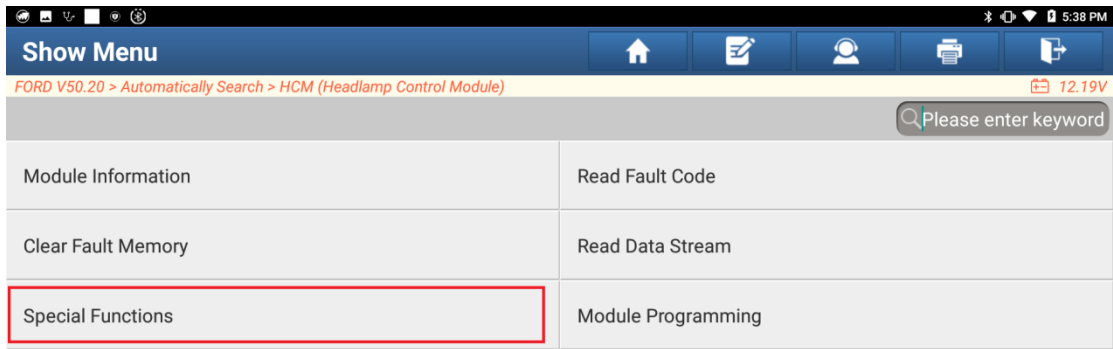 5:38 PM
Show Menu
FORD V50.20 > Automatically Search > HCM (Headlamp Control Module)
12.19V
Please enter keyword
Module Information
Read Fault Code
Clear Fault Memory
Read Data Stream
Special Functions
Module Programming